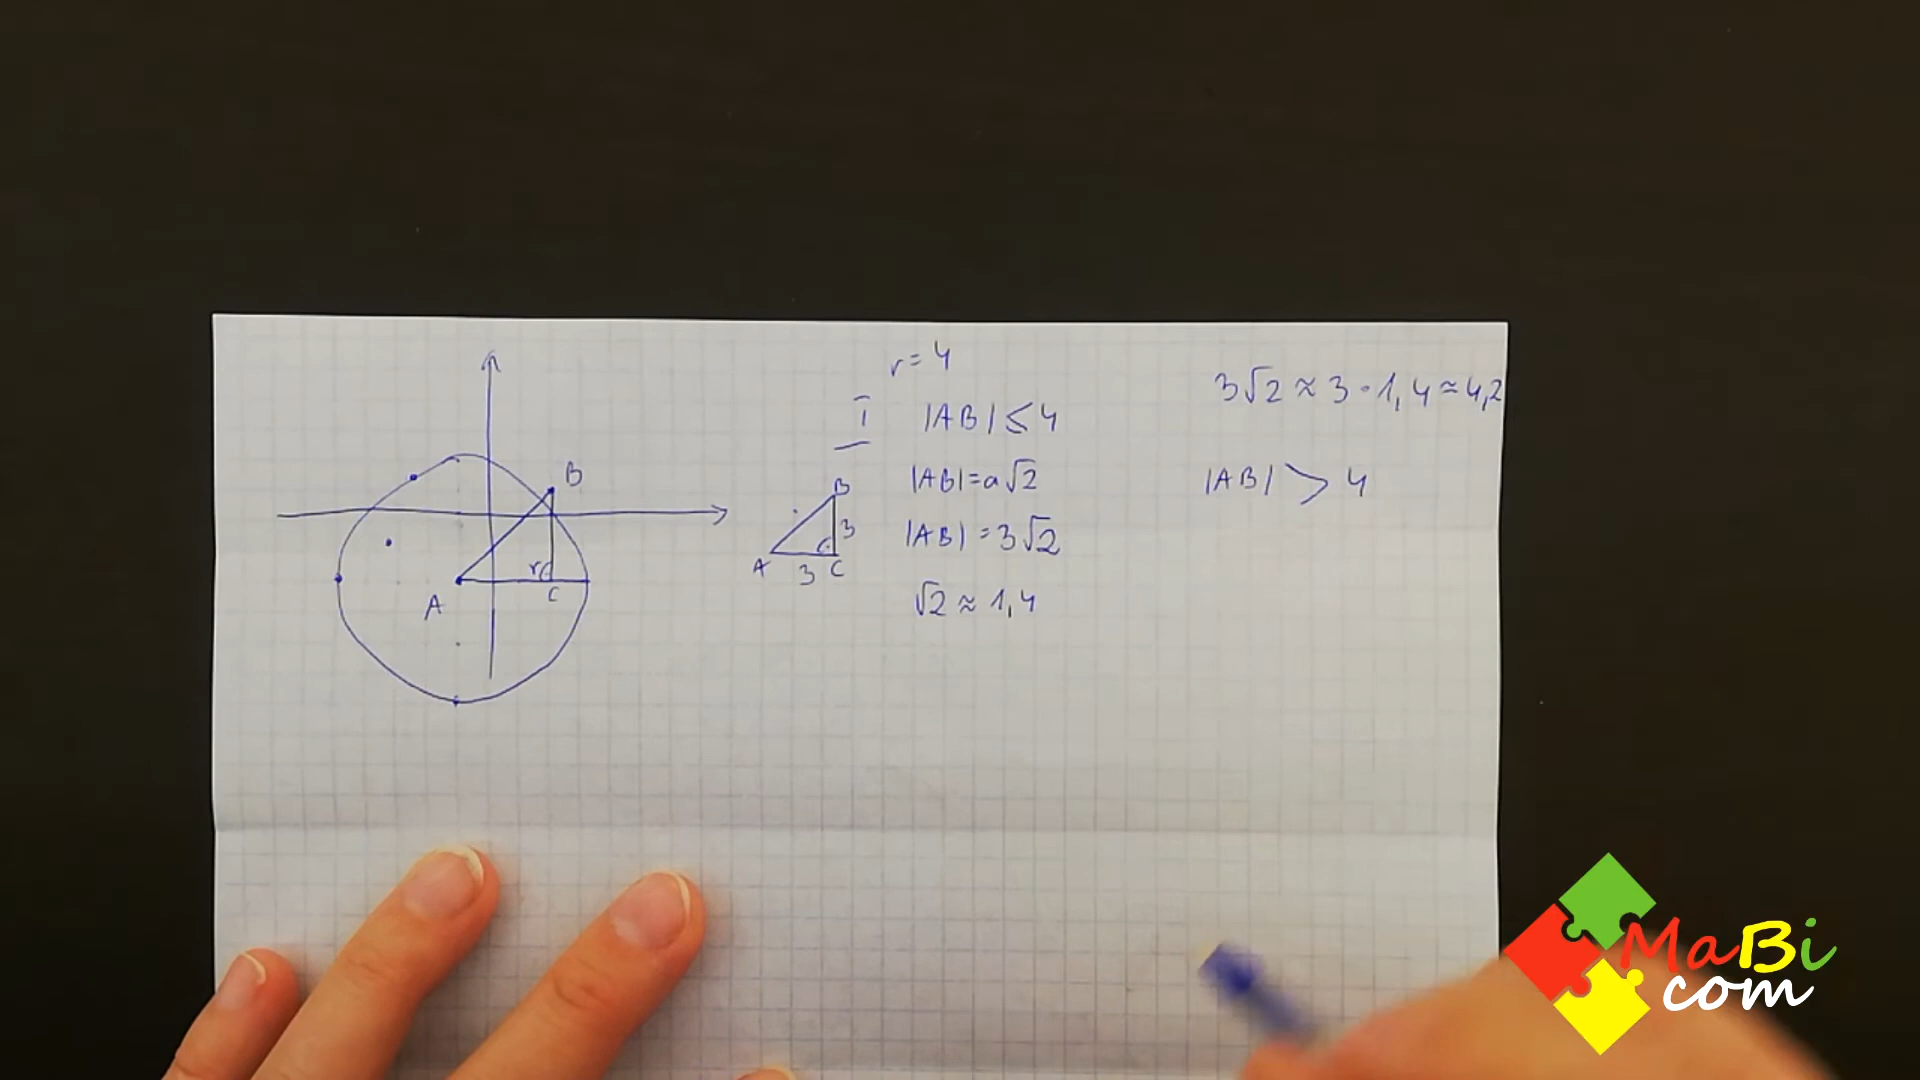 r = 4
I |AB| ≤ 4
|AB| = a√2
|AB| = 3√2
√2 ≈ 1,4
3√2 ≈ 3 · 1,4 ≈ 4,2
|AB| > 4
B
A
r
C
B
3
A
3
C
MaBi
com